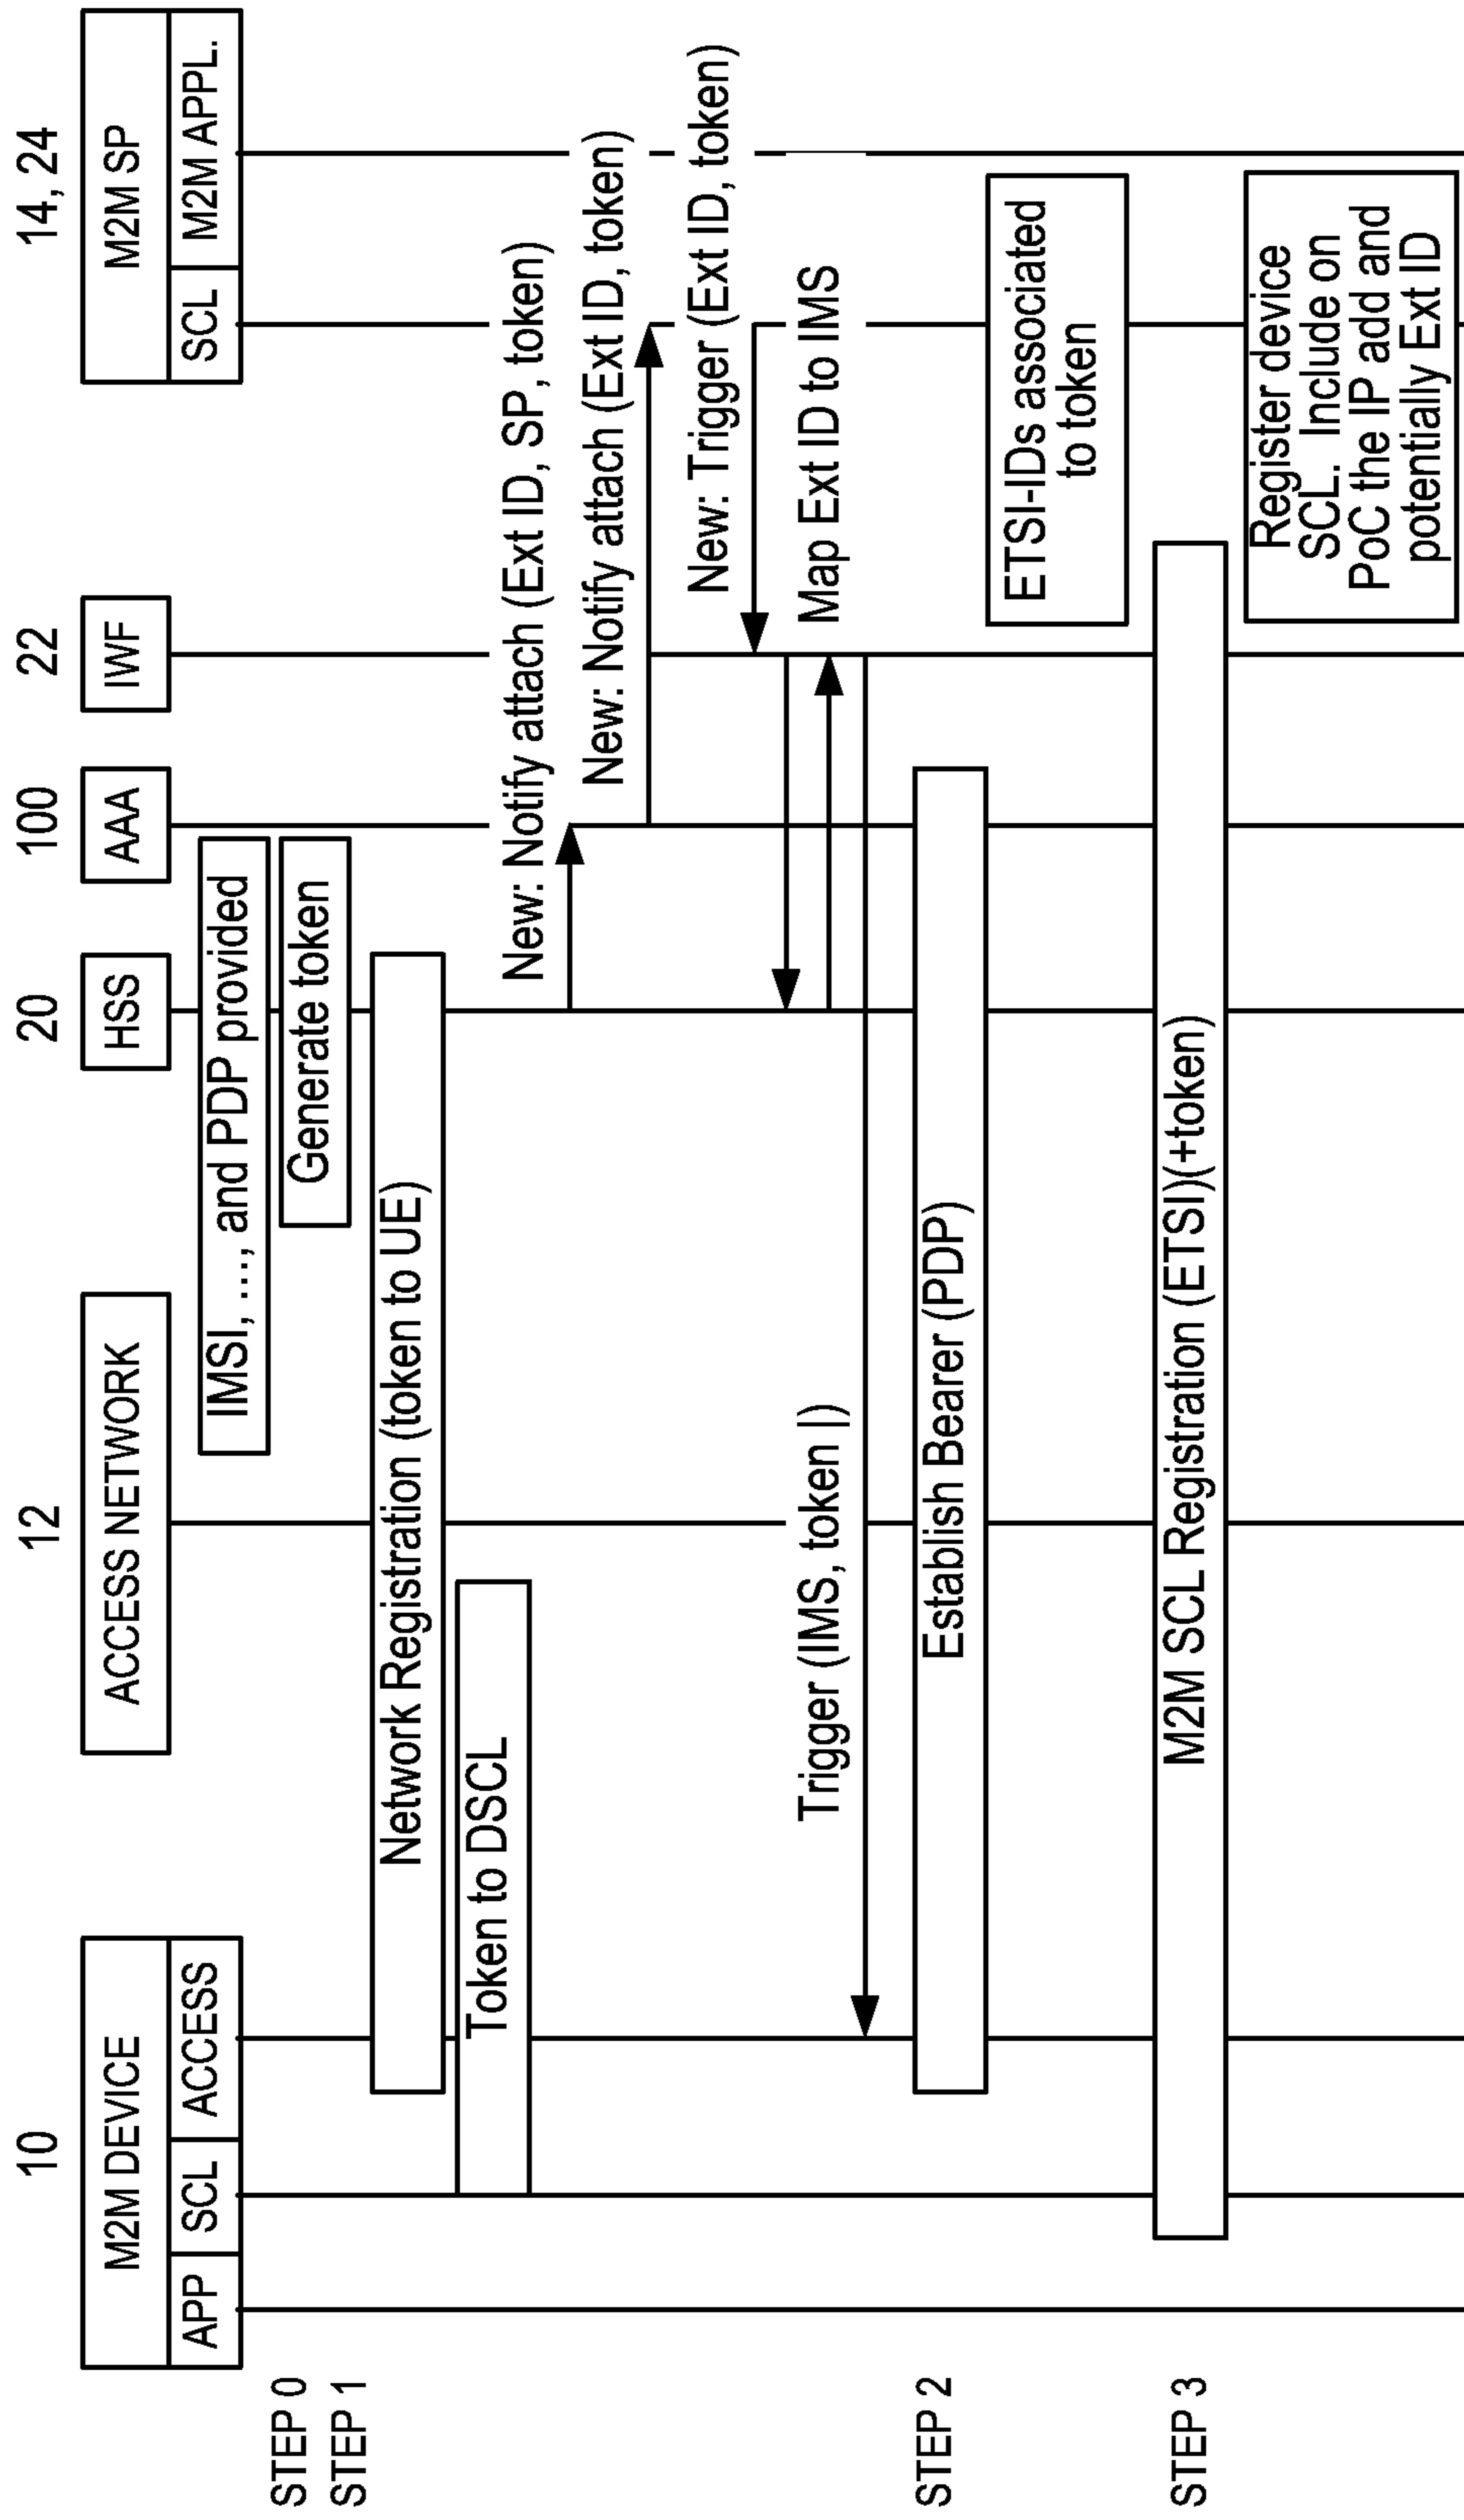 10
12
20
100
22
14, 24
M2M DEVICE
ACCESS NETWORK
HSS
AAA
IWF
M2M SP
APP
SCL
ACCESS
SCL
M2M APPL.
STEP 0
IMSI, ..., and PDP provided
Generate token
STEP 1
Network Registration (token to UE)
Token to DSCL
New: Notify attach (Ext ID, SP, token)
New: Notify attach (Ext ID, token)
New: Trigger (Ext ID, token)
Trigger (IMS, token |)
Map Ext ID to IMS
STEP 2
Establish Bearer (PDP)
ETSI-IDs associated
to token
STEP 3
M2M SCL Registration (ETSI)(+token)
Register device
SCL. Include on
PoC the IP add and
potentially Ext ID